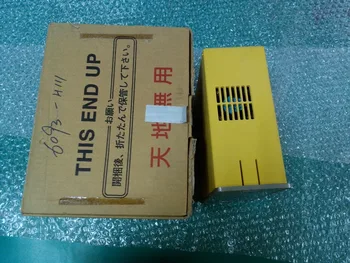 6093-H111
THIS END UP
お願い
開梱後、折たたんで保管して下さい。
天地無用